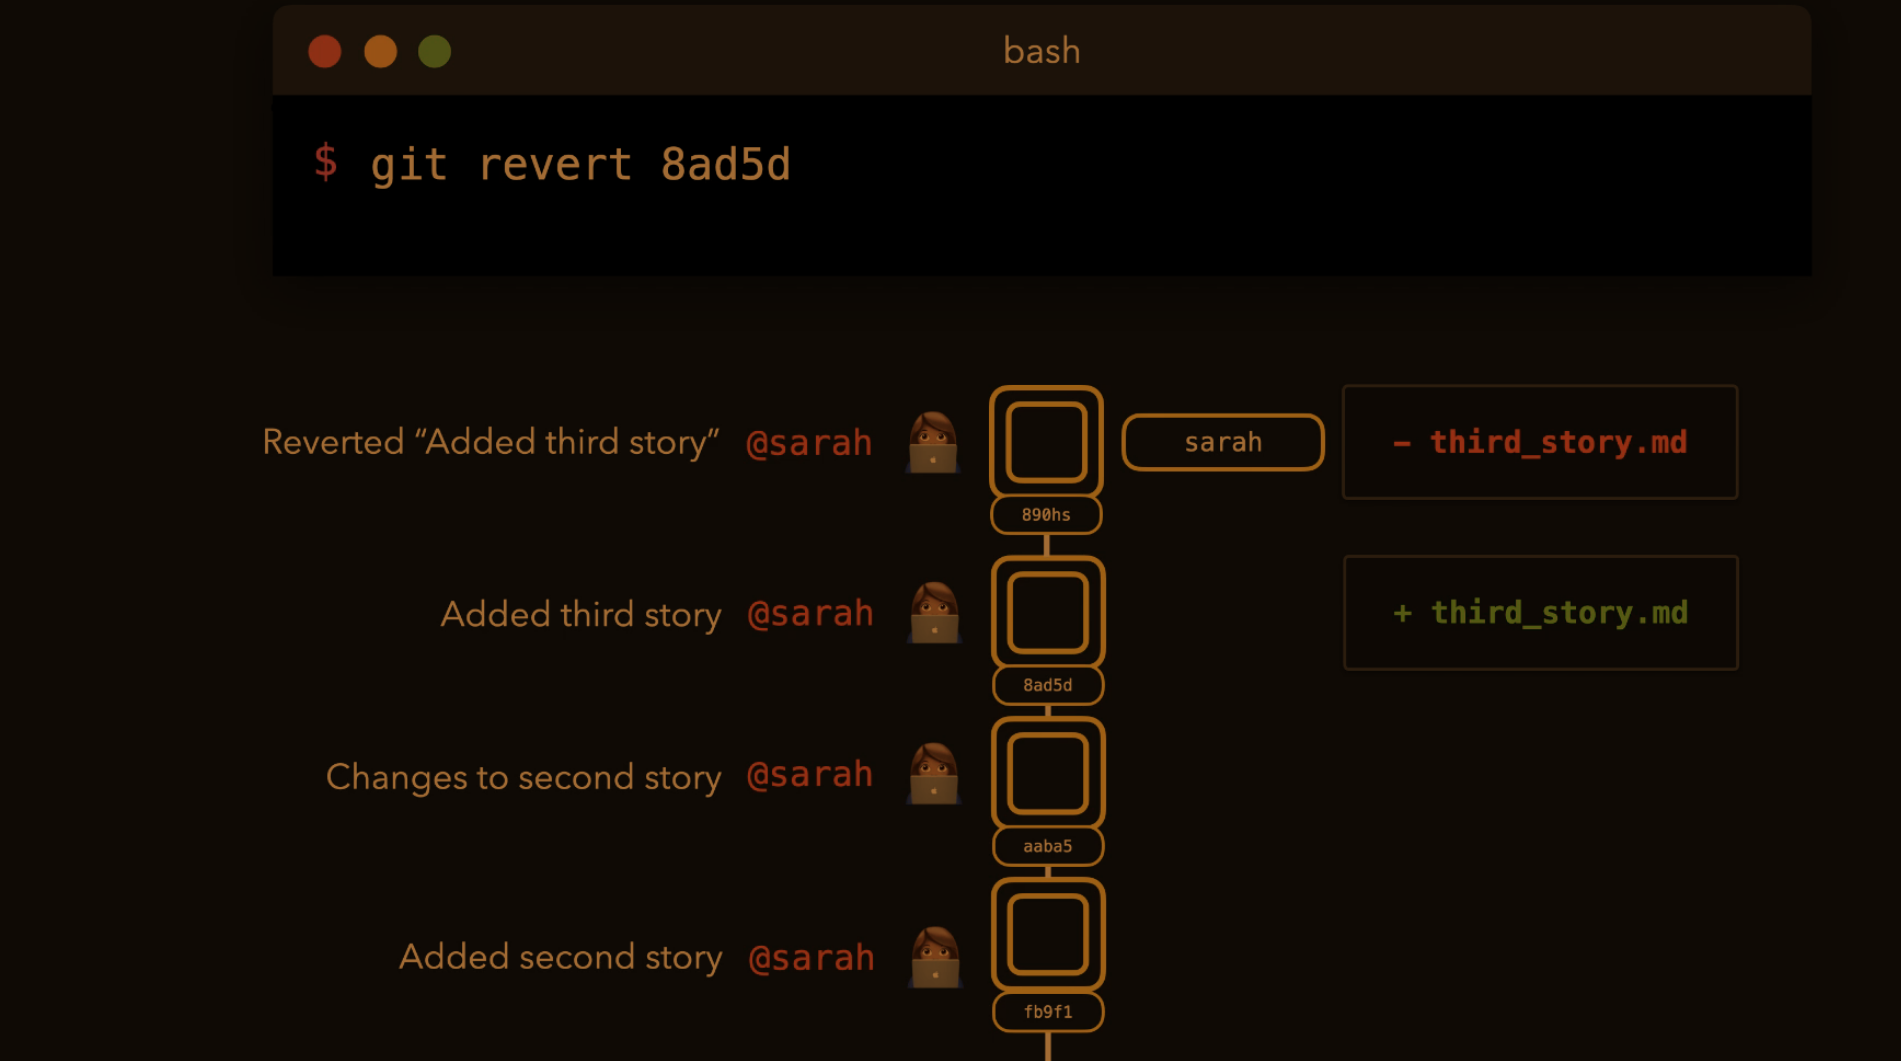 bash
$ git revert 8ad5d
Reverted “Added third story” @sarah sarah – third_story.md
890hs
Added third story @sarah + third_story.md
8ad5d
Changes to second story @sarah
aaba5
Added second story @sarah
fb9f1